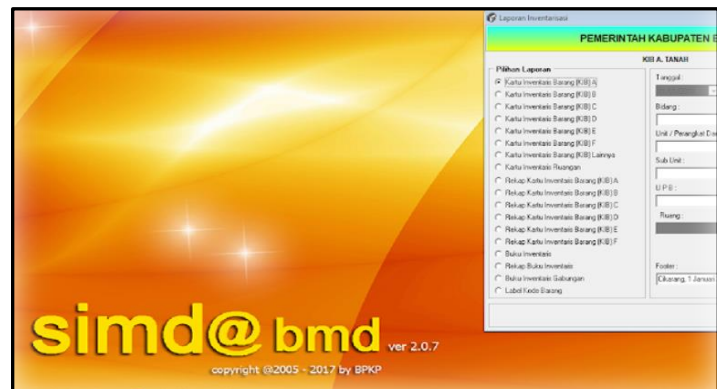 Laporan Inventarisasi
PEMERINTAH KABUPATEN
KIB A. TANAH
Pilihan Laporan
Kartu Inventaris Barang (KIB) A
Kartu Inventaris Barang (KIB) B
Kartu Inventaris Barang (KIB) C
Kartu Inventaris Barang (KIB) D
Kartu Inventaris Barang (KIB) E
Kartu Inventaris Barang (KIB) F
Kartu Inventaris Barang (KIB) Lainnya
Kartu Inventaris Ruangan
Rekap Kartu Inventaris Barang (KIB) A
Rekap Kartu Inventaris Barang (KIB) B
Rekap Kartu Inventaris Barang (KIB) C
Rekap Kartu Inventaris Barang (KIB) D
Rekap Kartu Inventaris Barang (KIB) E
Rekap Kartu Inventaris Barang (KIB) F
Buku Inventaris
Rekap Buku Inventaris
Buku Inventaris Gabungan
Label Kode Barang
Tanggal :
Bidang :
Unit / Perangkat Da
Sub Unit :
U P B :
Ruang :
Footer :
Cikarang, 1 Januari
simd@ bmd ver 2.0.7
copyright @2005 - 2017 by BPKP